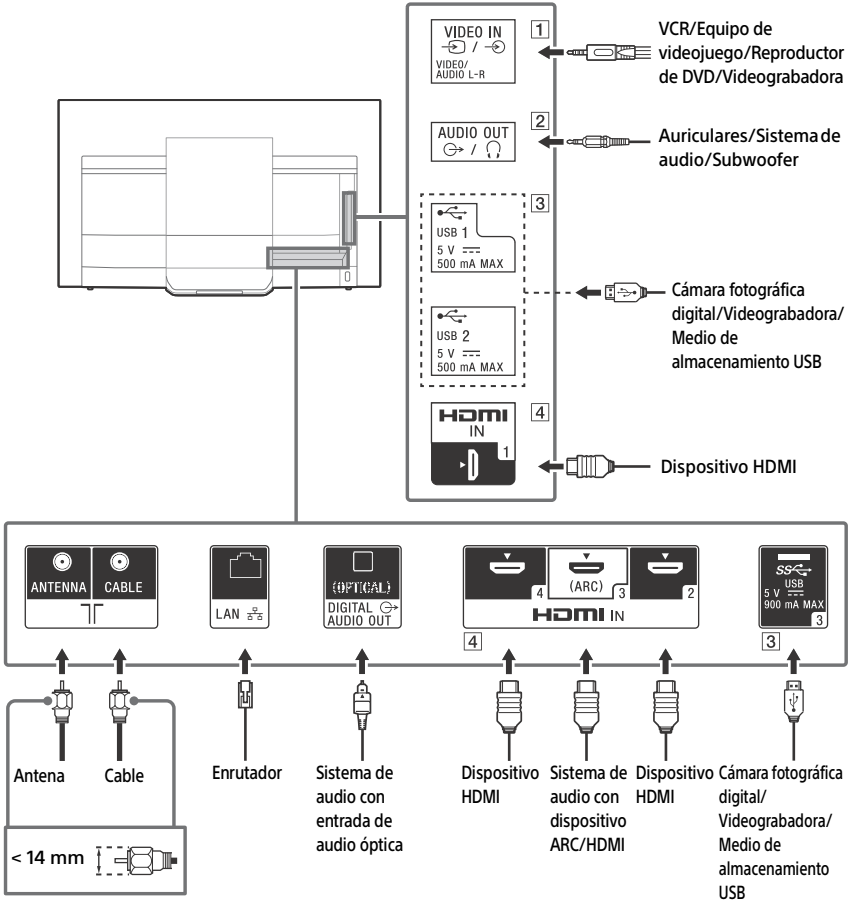 VIDEO IN
1
/
VIDEO/
AUDIO L-R
VCR/Equipo de
videojuego/Reproductor
de DVD/Videograbadora
2
AUDIO OUT
/
Auriculares/Sistema de
audio/Subwoofer
3
USB 1
5 V
500 mA MAX
USB 2
5 V
500 mA MAX
Cámara fotográfica
digital/Videograbadora/
Medio de
almacenamiento USB
4
HDMI
IN
1
Dispositivo HDMI
ANTENNA
CABLE
LAN
(OPTICAL)
DIGITAL
AUDIO OUT
4
(ARC)
3
2
HDMI IN
4
SS
USB
5 V
900 mA MAX
3
3
Antena
Cable
Enrutador
Sistema de
audio con
entrada de
audio óptica
Dispositivo
HDMI
Sistema de
audio con
dispositivo
ARC/HDMI
Dispositivo
HDMI
Cámara fotográfica
digital/
Videograbadora/
Medio de
almacenamiento
USB
< 14 mm